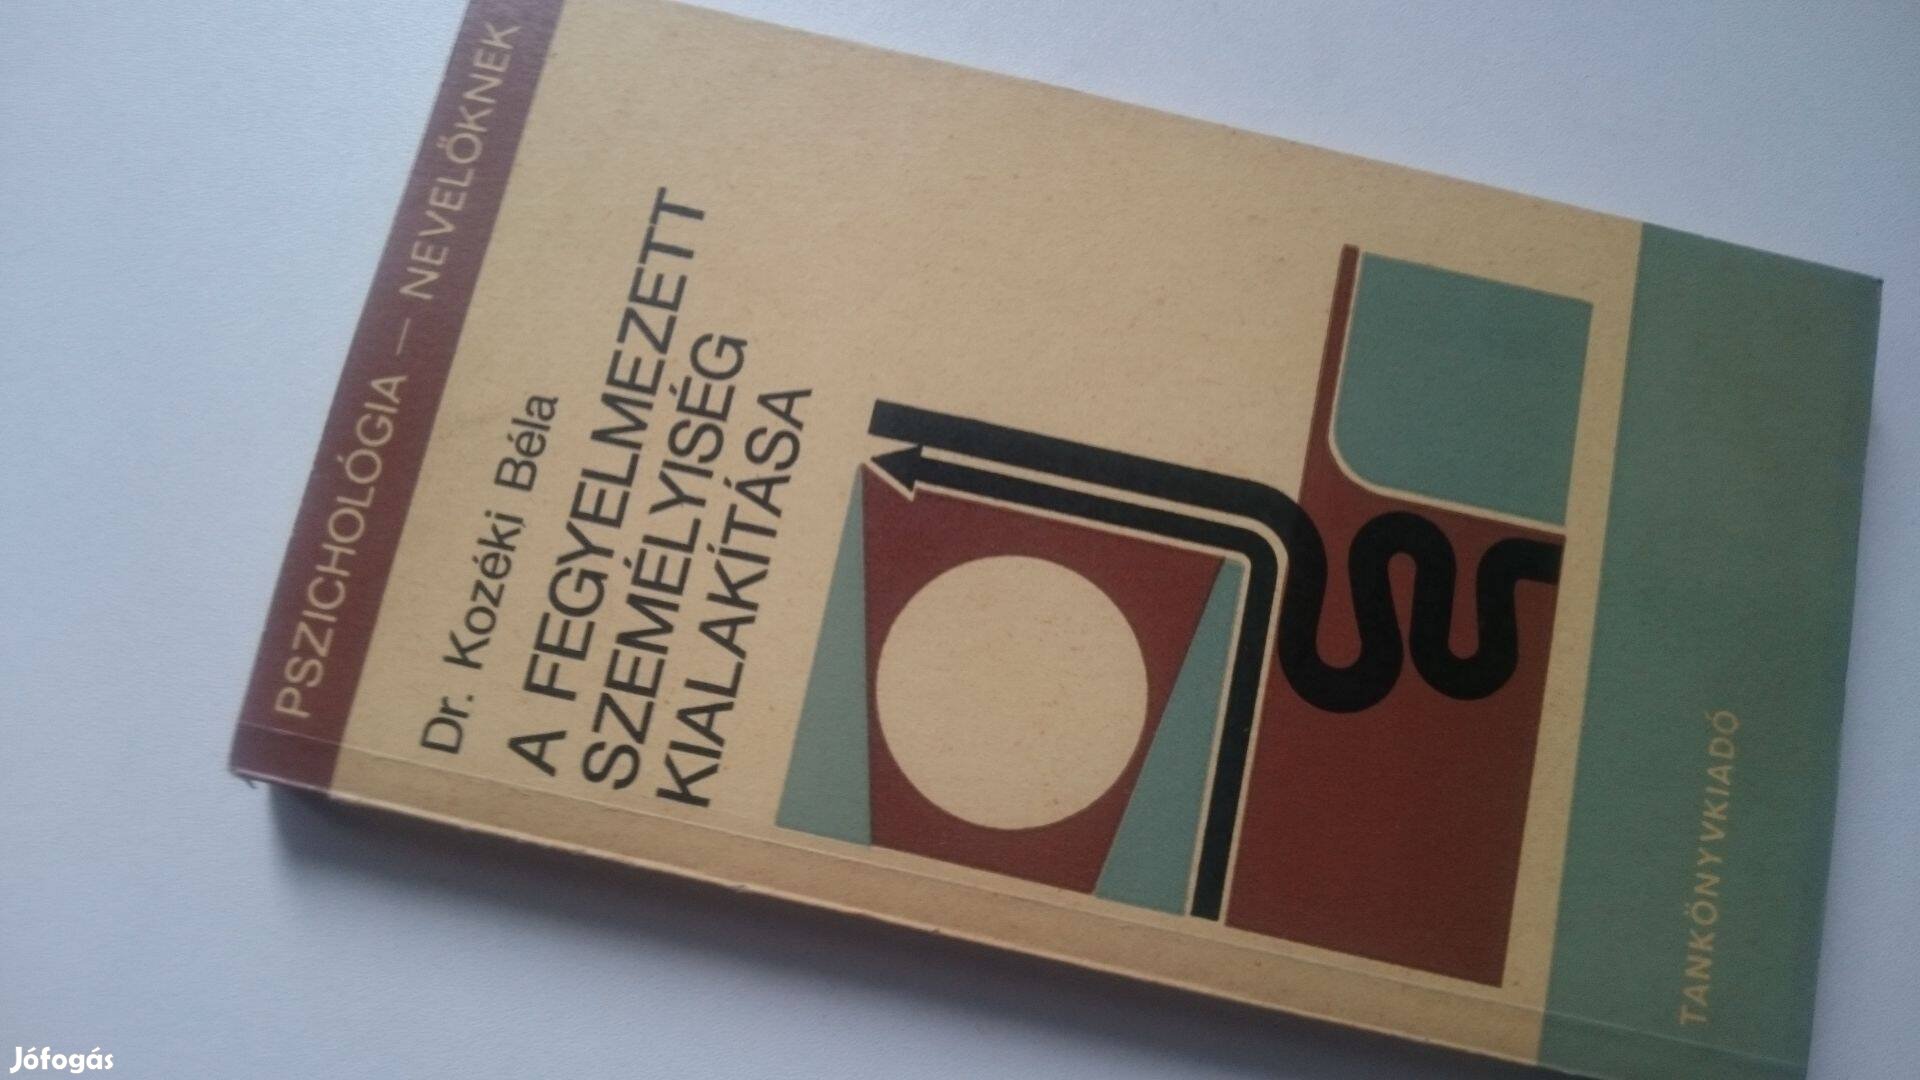 PSZICHOLÓGIA — NEVELŐKNEK
Dr. Kozéki Béla
A FEGYELMEZETT
SZEMÉLYISÉG
KIALAKÍTÁSA
TANKÖNYVKIADÓ
Jófogás